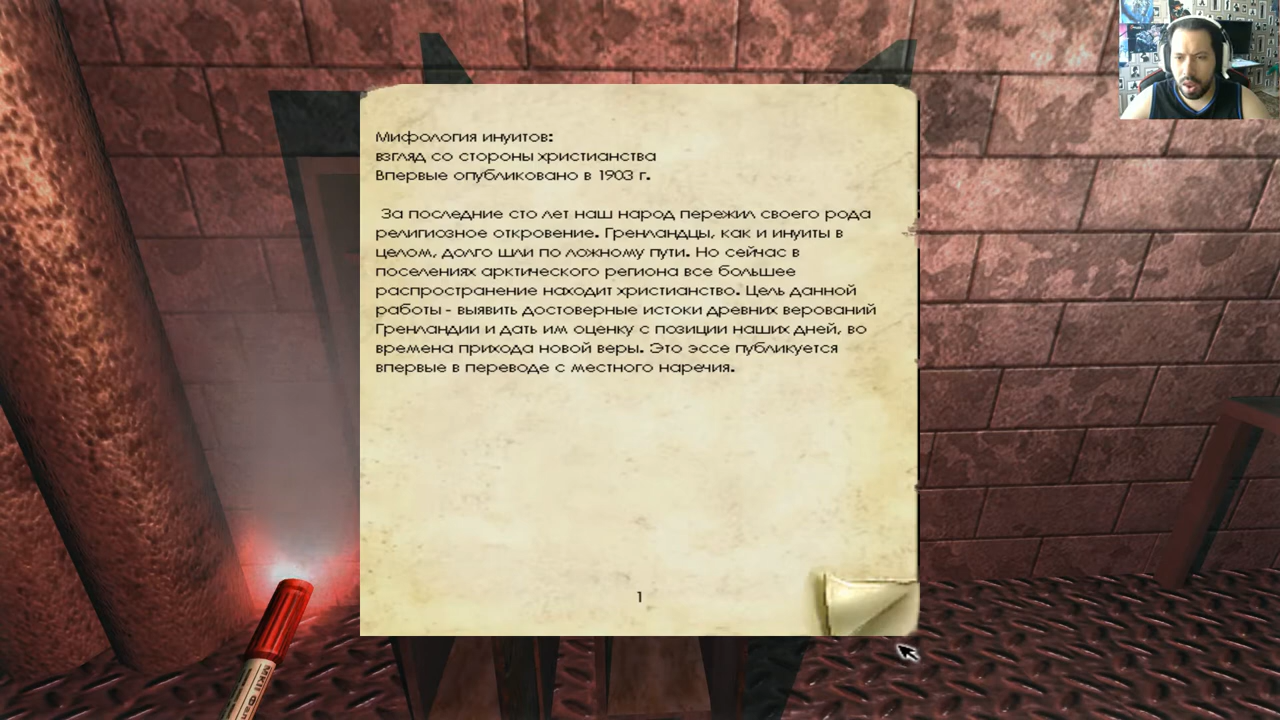 Мифология инуитов:
взгляд со стороны христианства
Впервые опубликовано в 1903 г.
За последние сто лет наш народ пережил своего рода
религиозное откровение. Гренландцы, как и инуиты в
целом, долго шли по ложному пути. Но сейчас в
поселениях арктического региона все большее
распространение находит христианство. Цель данной
работы - выявить достоверные истоки древних верований
Гренландии и дать им оценку с позиции наших дней, во
времена прихода новой веры. Это эссе публикуется
впервые в переводе с местного наречия.
1